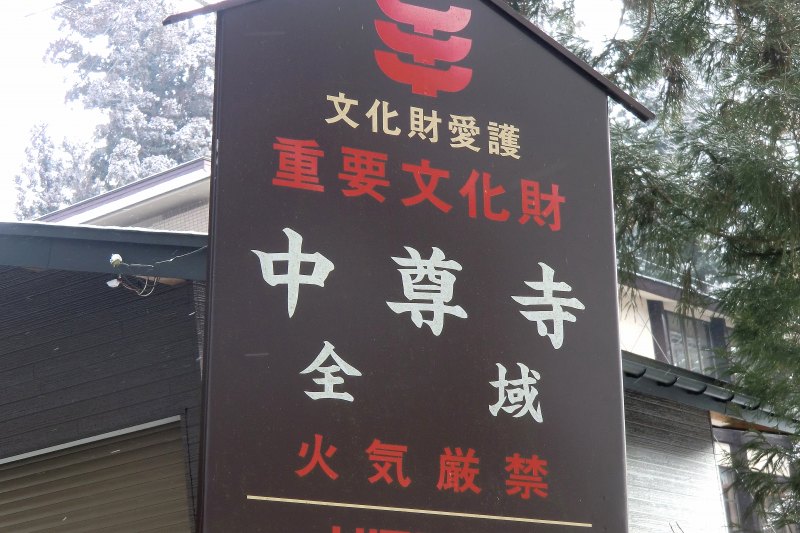 文化財愛護
重要文化財
中尊寺
全域
火気厳禁